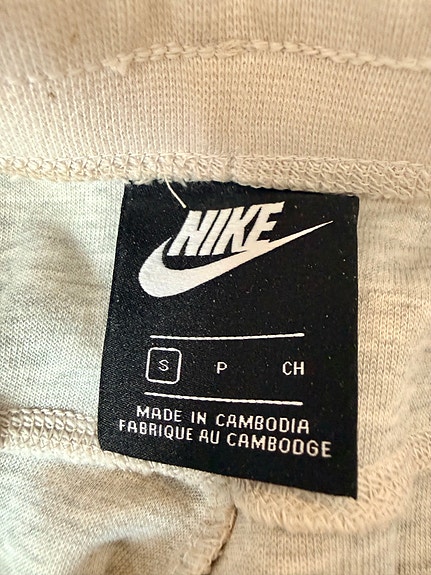 NIKE
S P CH
MADE IN CAMBODIA
FABRIQUE AU CAMBODGE